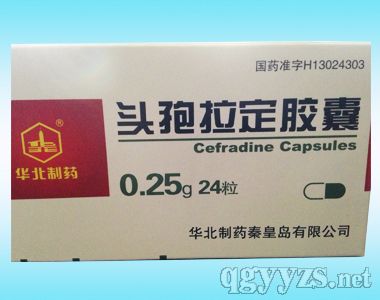 国药准字H13024303
头孢拉定胶囊
Cefradine Capsules
®
华北制药
0.25g 24粒
华北制药秦皇岛有限公司
qgyyzs.net